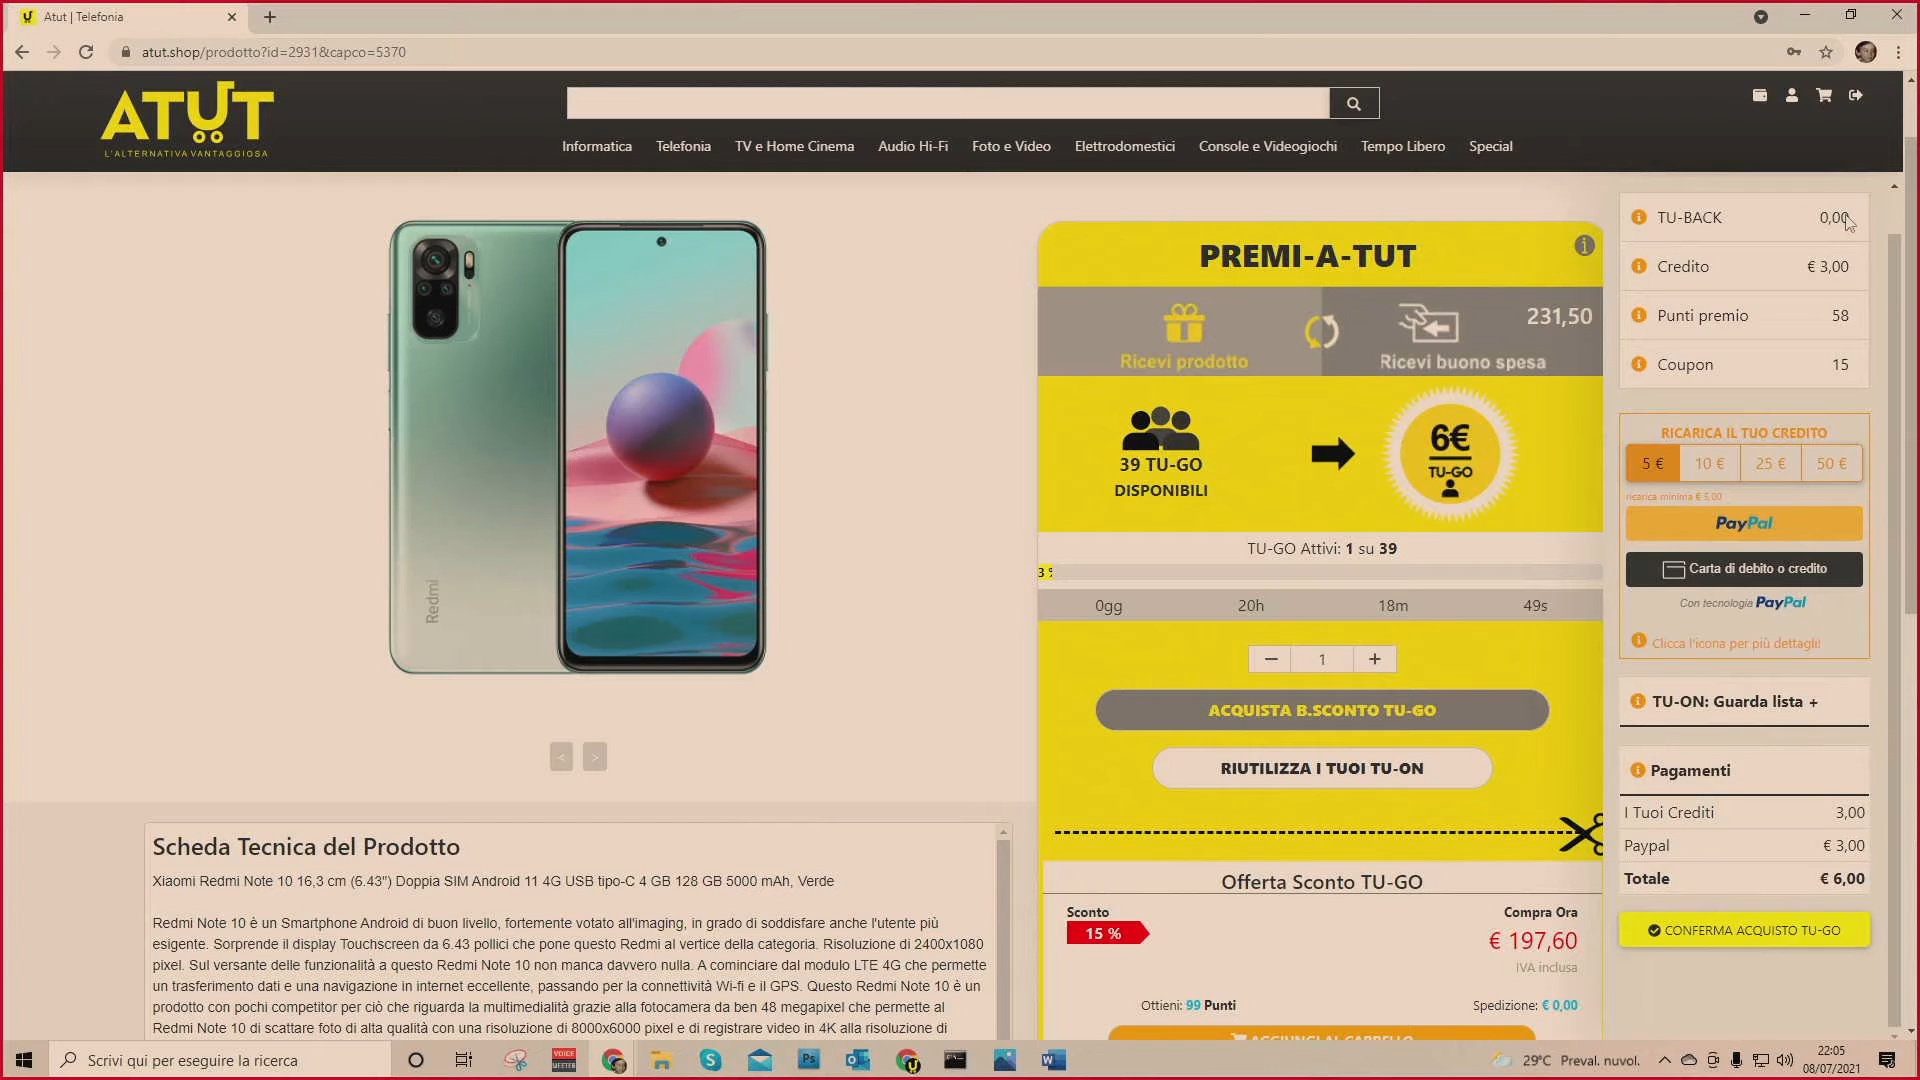 Atut | Telefonia
atut.shop/prodotto?id=2931&capco=5370
ATUT
L'ALTERNATIVA VANTAGGIOSA
Informatica Telefonia TV e Home Cinema Audio Hi-Fi Foto e Video Elettrodomestici Console e Videogiochi Tempo Libero Special
Redmi
< >
PREMI-A-TUT
Ricevi prodotto
231,50
Ricevi buono spesa
39 TU-GO
DISPONIBILI
6€
TU-GO
TU-GO Attivi: 1 su 39
3 %
0gg 20h 18m 49s
1
ACQUISTA B.SCONTO TU-GO
RIUTILIZZA I TUOI TU-ON
Offerta Sconto TU-GO
Sconto
15 %
Compra Ora
€ 197,60
IVA inclusa
Ottieni: 99 Punti
Spedizione: € 0,00
AGGIUNGI AL CARRELLO
TU-BACK 0,00
Credito € 3,00
Punti premio 58
Coupon 15
RICARICA IL TUO CREDITO
5 € 10 € 25 € 50 €
ricarica minima € 5,00
PayPal
Carta di debito o credito
Con tecnologia PayPal
Clicca l'icona per più dettagli!
TU-ON: Guarda lista +
Pagamenti
I Tuoi Crediti 3,00
Paypal € 3,00
Totale € 6,00
CONFERMA ACQUISTO TU-GO
Scheda Tecnica del Prodotto
Xiaomi Redmi Note 10 16,3 cm (6.43") Doppia SIM Android 11 4G USB tipo-C 4 GB 128 GB 5000 mAh, Verde
Redmi Note 10 è un Smartphone Android di buon livello, fortemente votato all'imaging, in grado di soddisfare anche l'utente più
esigente. Sorprende il display Touchscreen da 6.43 pollici che pone questo Redmi al vertice della categoria. Risoluzione di 2400x1080
pixel. Sul versante delle funzionalità a questo Redmi Note 10 non manca davvero nulla. A cominciare dal modulo LTE 4G che permette
un trasferimento dati e una navigazione in internet eccellente, passando per la connettività Wi-fi e il GPS. Questo Redmi Note 10 è un
prodotto con pochi competitor per ciò che riguarda la multimedialità grazie alla fotocamera da ben 48 megapixel che permette al
Redmi Note 10 di scattare foto di alta qualità con una risoluzione di 8000x6000 pixel e di registrare video in 4K alla risoluzione di
Scrivi qui per eseguire la ricerca
VOICE
METER
Ps
29°C Preval. nuvol.
22:05
08/07/2021